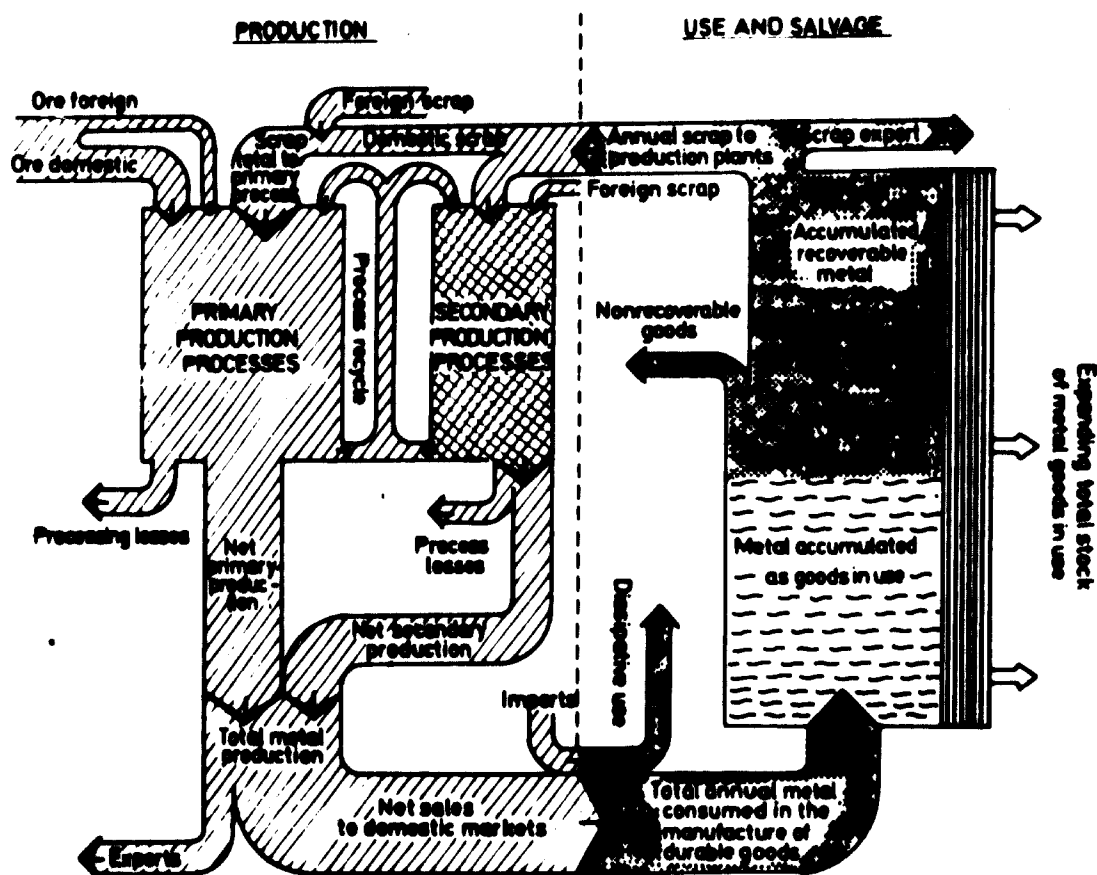 PRODUCTION
USE AND SALVAGE
Ore foreign
Ore domestic
Foreign scrap
Scrap
total to
primary
process
Domestic scrap
Annual scrap to
production plants
Scrap export
Foreign scrap
Accumulated
recoverable
metal
PRIMARY
PRODUCTION
PROCESSES
Process recycle
SECONDARY
PRODUCTION
PROCESSES
Nonrecoverable
goods
Expanding total stock
of metal goods in use
Processing losses
Process
losses
Net
primary
produc-
tion
Metal accumulated
as goods in use
Net secondary
production
Dissipative use
Imports
Total metal
production
Net sales
to domestic markets
Total annual metal
consumed in the
manufacture of
durable goods
Exports